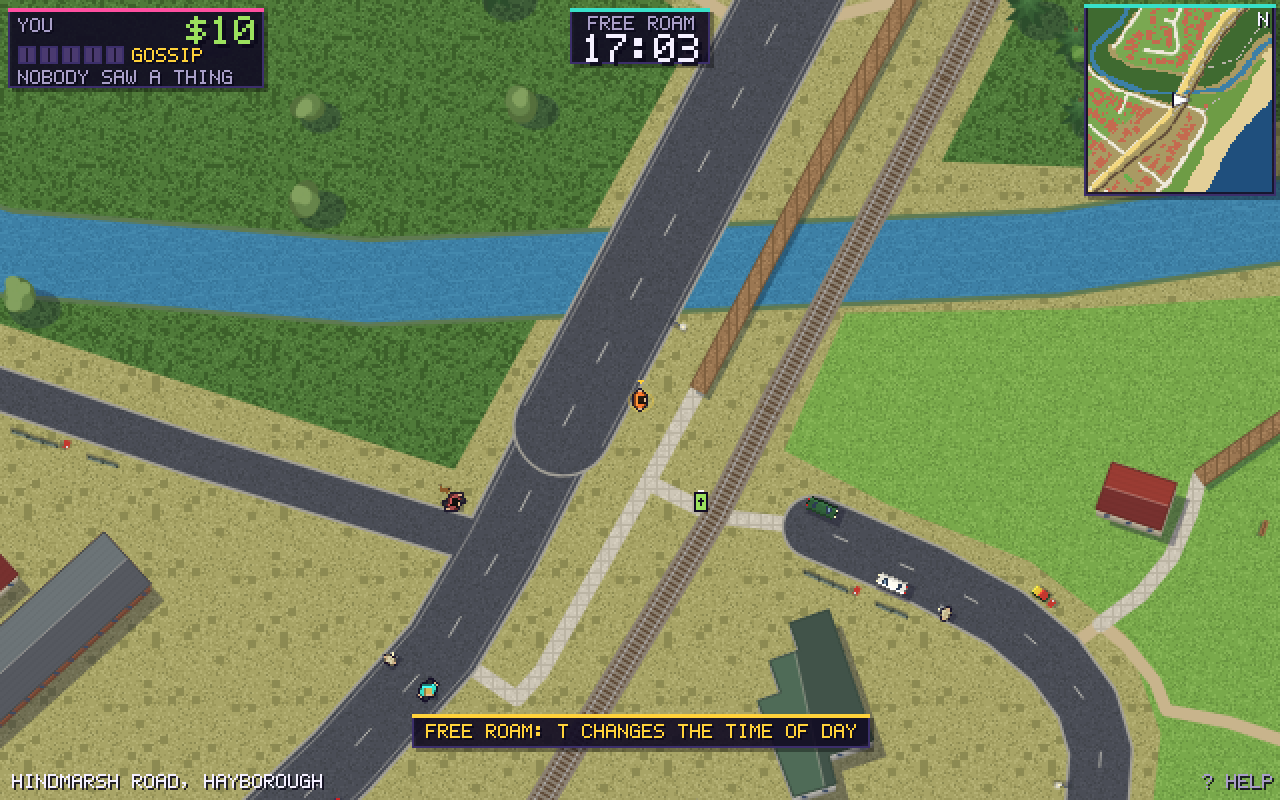 YOU
$10
GOSSIP
NOBODY SAW A THING
FREE ROAM
17:03
N
FREE ROAM: T CHANGES THE TIME OF DAY
HINDMARSH ROAD, HAYBOROUGH
? HELP